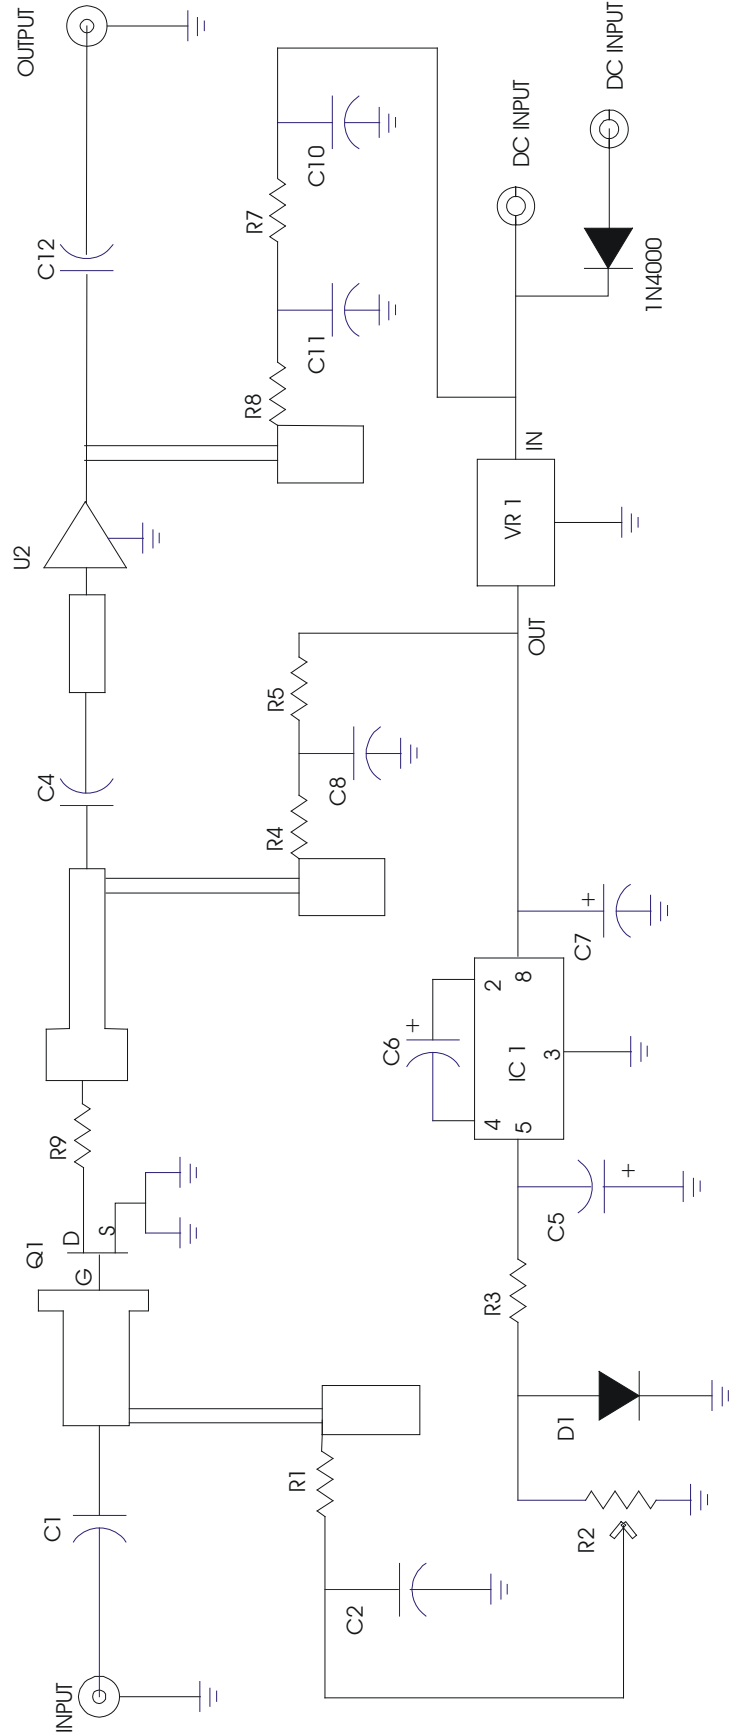 INPUT
C1
Q1
G
D
S
R9
C4
U2
C12
OUTPUT
R1
C2
R4
C8
R5
R8
C11
R7
C10
R2
D1
R3
C5
+
4
5
IC 1
3
2
8
C6
+
C7
+
OUT
VR 1
IN
DC INPUT
1N4000
DC INPUT